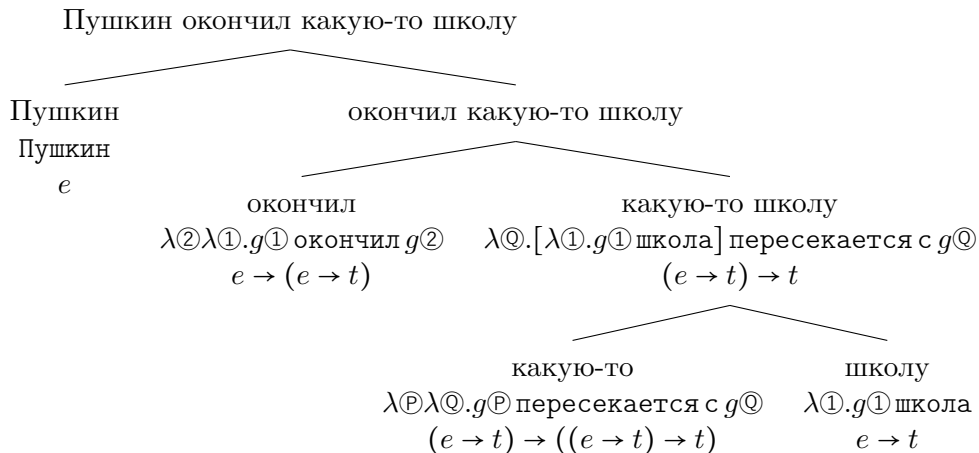 Пушкин окончил какую-то школу
Пушкин окончил какую-то школу
Пушкин
e
окончил какую-то школу
λ②λ①.g① окончил g② λⓆ.[λ①.g① школа] пересекается с gⓆ
e → (e → t) (e → t) → t
какую-то школу
λⓅλⓆ.gⓅ пересекается с gⓆ λ①.g① школа
(e → t) → ((e → t) → t) e → t